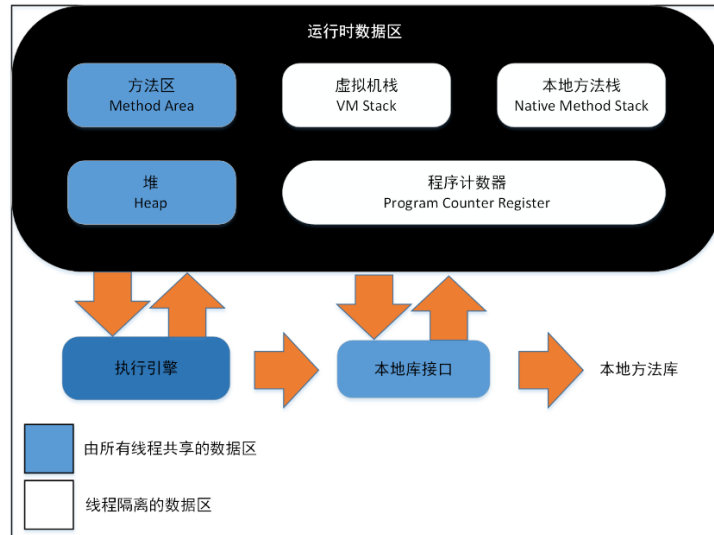 运行时数据区
方法区
Method Area
虚拟机栈
VM Stack
本地方法栈
Native Method Stack
堆
Heap
程序计数器
Program Counter Register
执行引擎
本地库接口
本地方法库
由所有线程共享的数据区
线程隔离的数据区